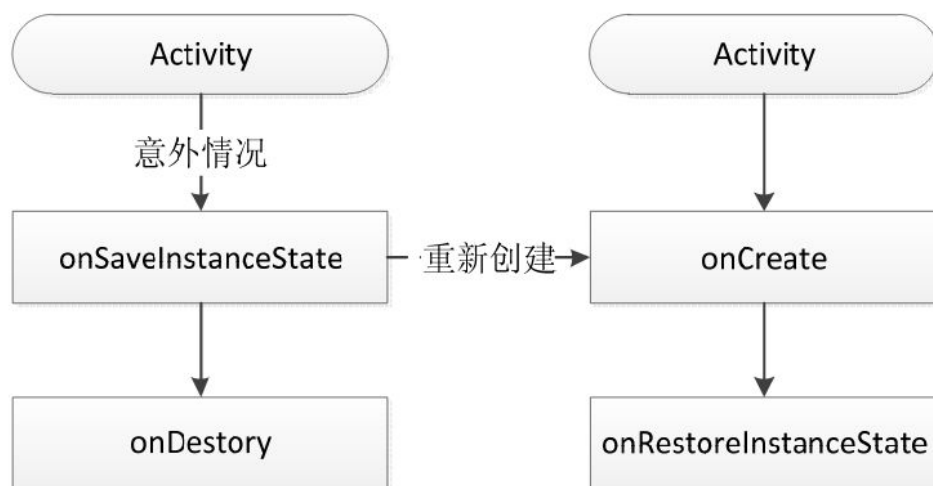 Activity
Activity
意外情况
onSaveInstanceState
重新创建
onCreate
onDestory
onRestoreInstanceState